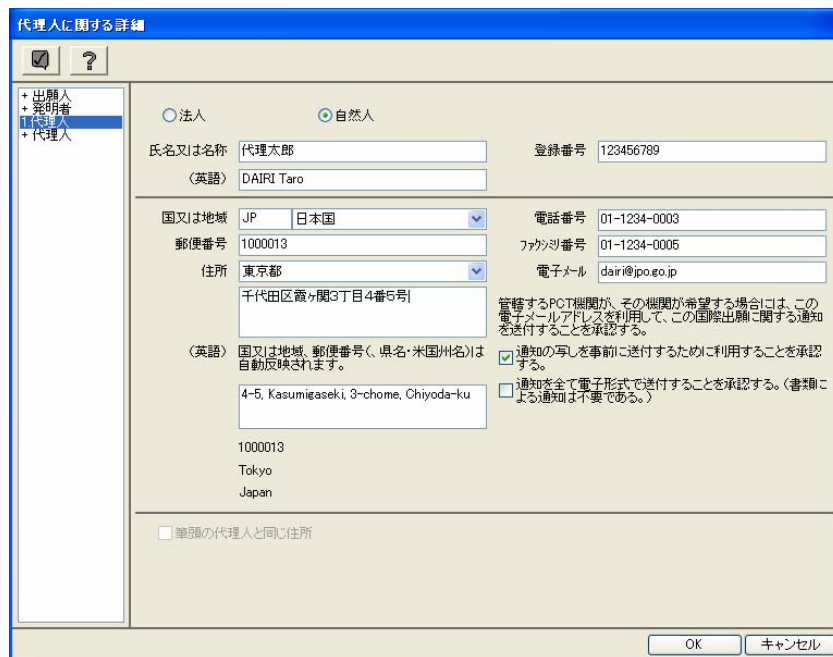 代理人に関する詳細
?
+ 出願人
+ 発明者
1 代理人
+ 代理人
法人
自然人
氏名又は名称
代理太郎
登録番号
123456789
(英語)
DAIRI Taro
国又は地域
JP
日本国
電話番号
01-1234-0003
郵便番号
1000013
ファクシミリ番号
01-1234-0005
住所
東京都
電子メール
dairi@jpo.go.jp
千代田区霞ヶ関3丁目4番5号
管轄するPCT機関が、その機関が希望する場合には、この
電子メールアドレスを利用して、この国際出願に関する通知
を送付することを承認する。
(英語)
国又は地域、郵便番号(、県名・米国州名)は
自動反映されます。
通知の写しを事前に送付するために利用することを承認
する。
通知を全て電子形式で送付することを承認する。(書類に
よる通知は不要である。)
4-5, Kasumigaseki, 3-chome, Chiyoda-ku
1000013
Tokyo
Japan
筆頭の代理人と同じ住所
OK
キャンセル